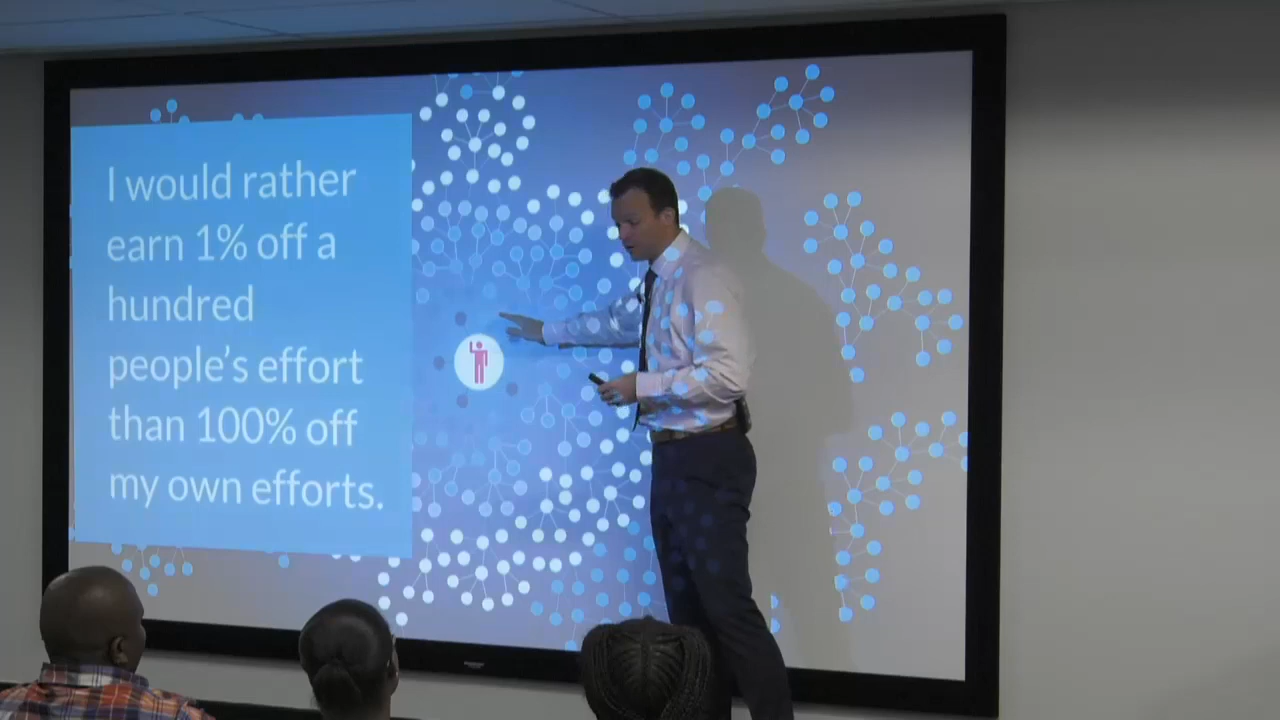 I would rather
earn 1% off a
hundred
people’s effort
than 100% off
my own efforts.